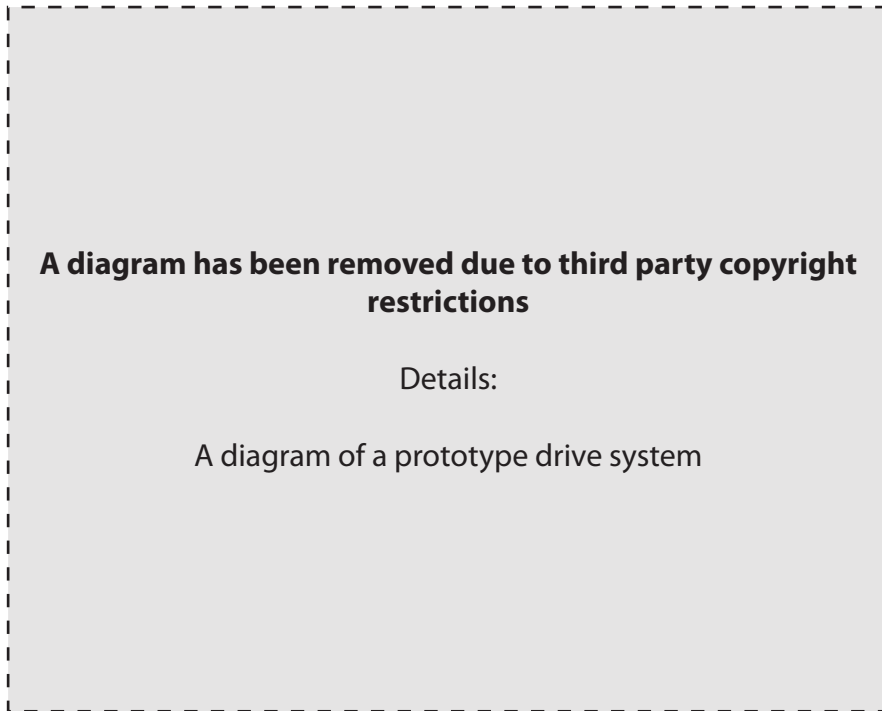 A diagram has been removed due to third party copyright
restrictions
Details:
A diagram of a prototype drive system